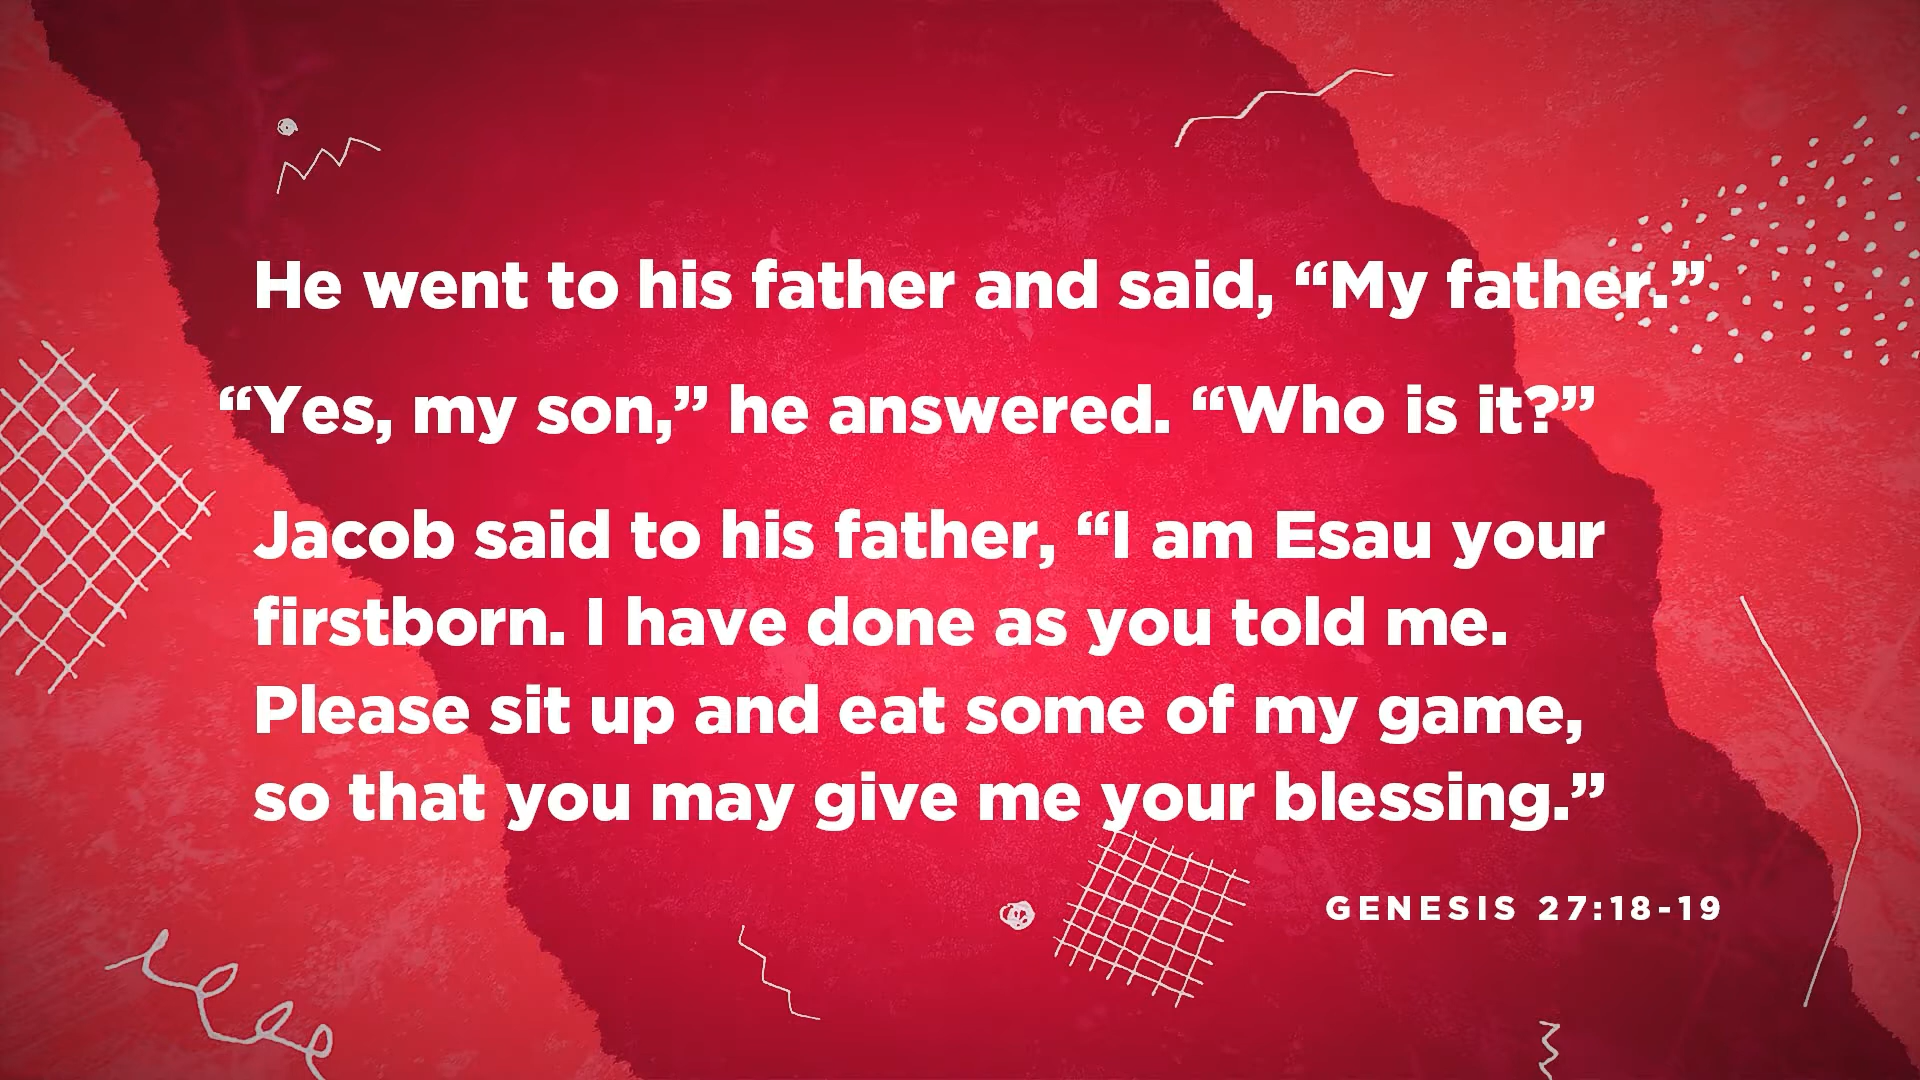 He went to his father and said, “My father.”
“Yes, my son,” he answered. “Who is it?”
Jacob said to his father, “I am Esau your
firstborn. I have done as you told me.
Please sit up and eat some of my game,
so that you may give me your blessing.”
GENESIS 27:18-19